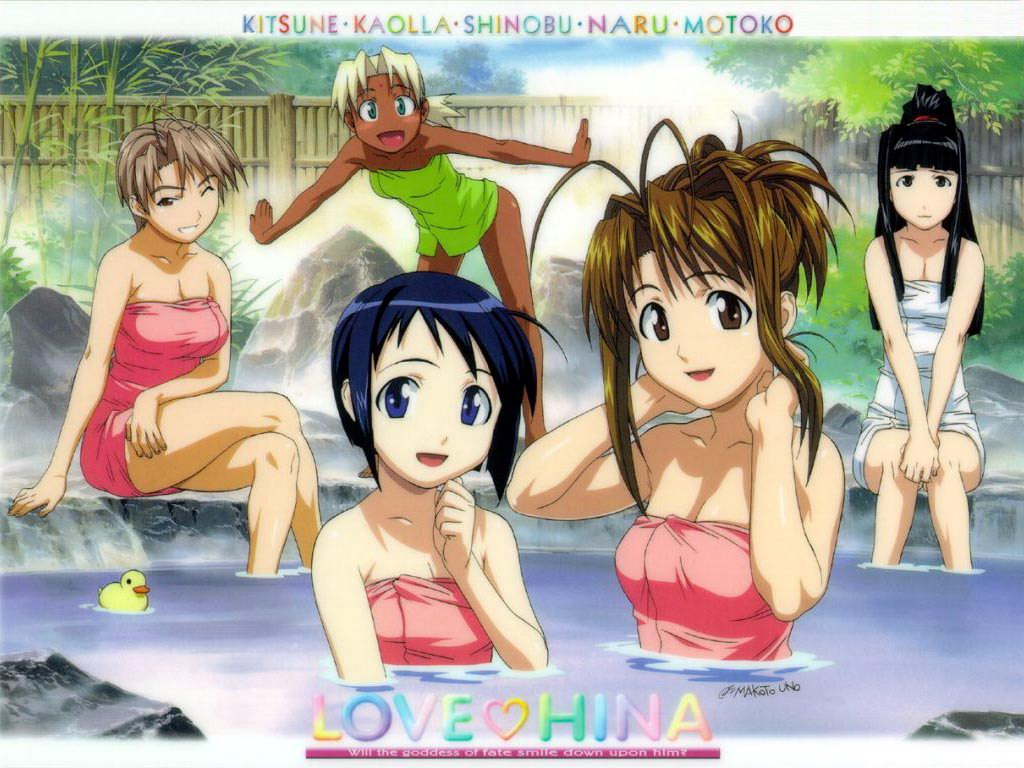 KITSUNE·KAOLLA·SHINOBU·NARU·MOTOKO
MAKOTO UNO
LOVE♡HINA
Will the goddess of fate smile down upon him?